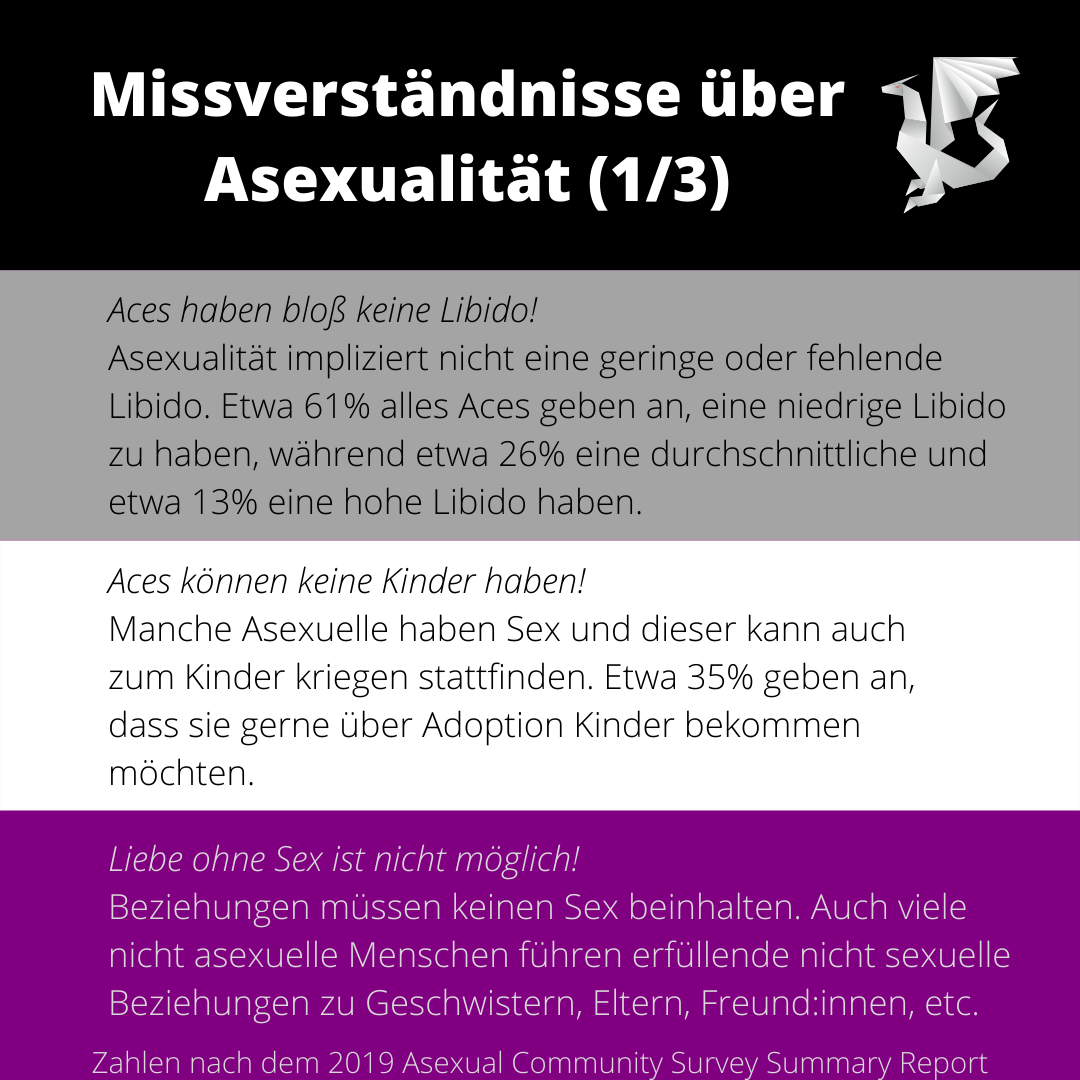 Missverständnisse über
Asexualität (1/3)
Aces haben bloß keine Libido!
Asexualität impliziert nicht eine geringe oder fehlende
Libido. Etwa 61% alles Aces geben an, eine niedrige Libido
zu haben, während etwa 26% eine durchschnittliche und
etwa 13% eine hohe Libido haben.
Aces können keine Kinder haben!
Manche Asexuelle haben Sex und dieser kann auch
zum Kinder kriegen stattfinden. Etwa 35% geben an,
dass sie gerne über Adoption Kinder bekommen
möchten.
Liebe ohne Sex ist nicht möglich!
Beziehungen müssen keinen Sex beinhalten. Auch viele
nicht asexuelle Menschen führen erfüllende nicht sexuelle
Beziehungen zu Geschwistern, Eltern, Freund:innen, etc.
Zahlen nach dem 2019 Asexual Community Survey Summary Report